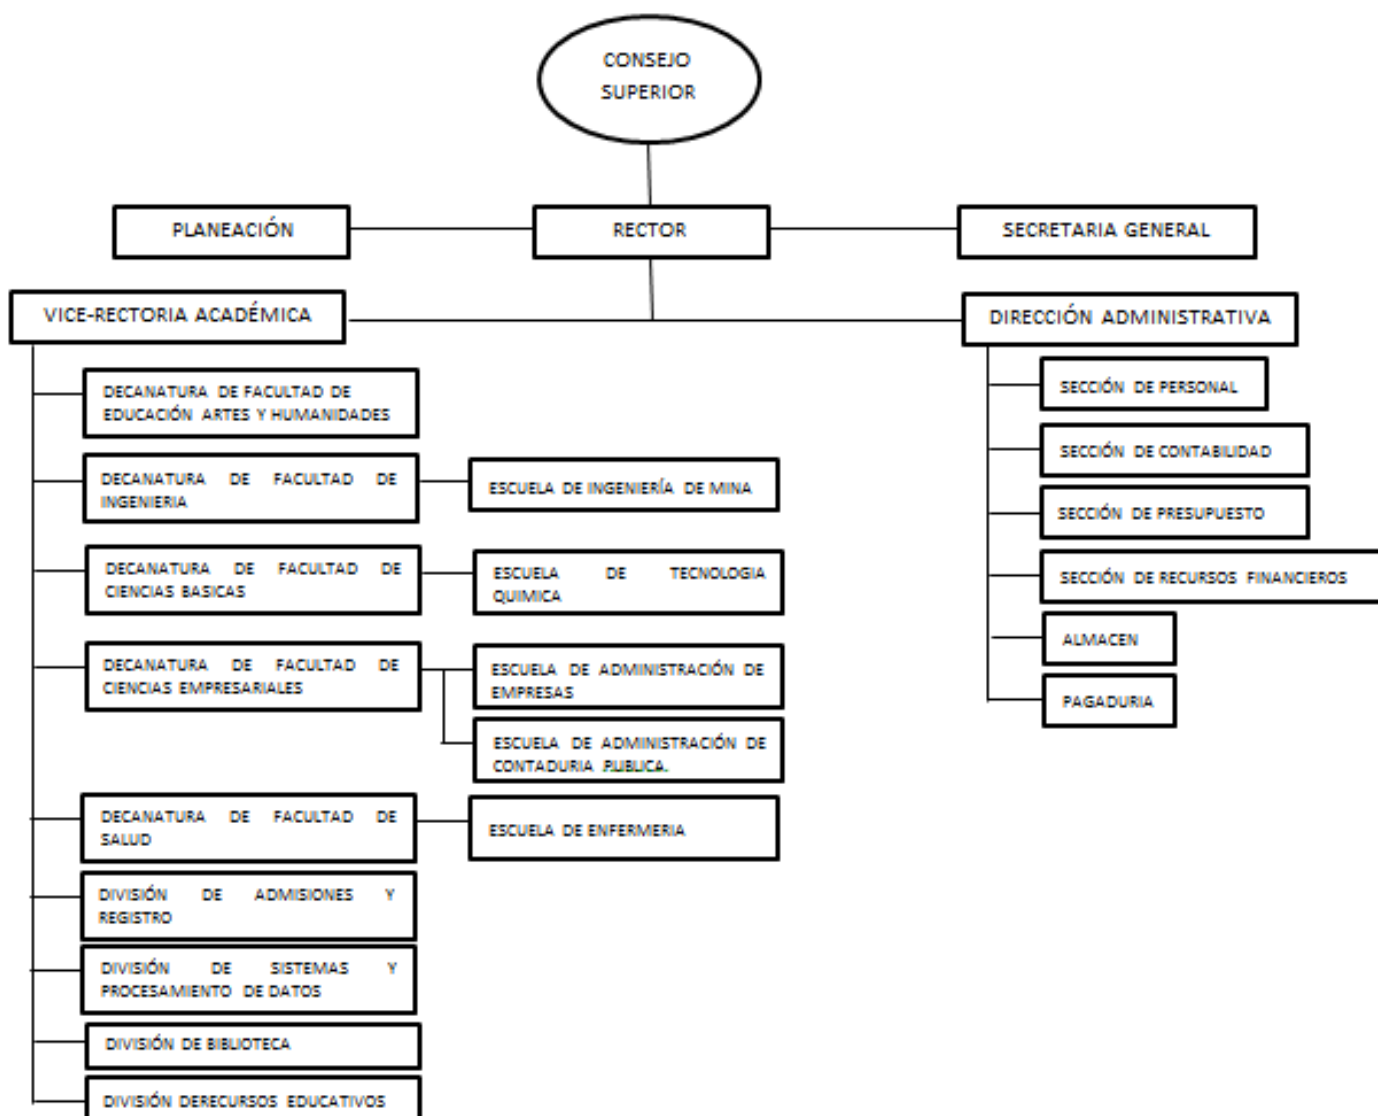 CONSEJO
SUPERIOR
PLANEACIÓN
RECTOR
SECRETARIA GENERAL
VICE-RECTORIA ACADÉMICA
DIRECCIÓN ADMINISTRATIVA
DECANATURA DE FACULTAD DE
EDUCACIÓN ARTES Y HUMANIDADES
DECANATURA DE FACULTAD DE
INGENIERIA
ESCUELA DE INGENIERÍA DE MINA
DECANATURA DE FACULTAD DE
CIENCIAS BASICAS
ESCUELA DE TECNOLOGIA
QUIMICA
DECANATURA DE FACULTAD DE
CIENCIAS EMPRESARIALES
ESCUELA DE ADMINISTRACIÓN DE
EMPRESAS
ESCUELA DE ADMINISTRACIÓN DE
CONTADURIA PUBLICA.
DECANATURA DE FACULTAD DE
SALUD
ESCUELA DE ENFERMERIA
DIVISIÓN DE ADMISIONES Y
REGISTRO
DIVISIÓN DE SISTEMAS Y
PROCESAMIENTO DE DATOS
DIVISIÓN DE BIBLIOTECA
DIVISIÓN DERECURSOS EDUCATIVOS
SECCIÓN DE PERSONAL
SECCIÓN DE CONTABILIDAD
SECCIÓN DE PRESUPUESTO
SECCIÓN DE RECURSOS FINANCIEROS
ALMACEN
PAGADURIA